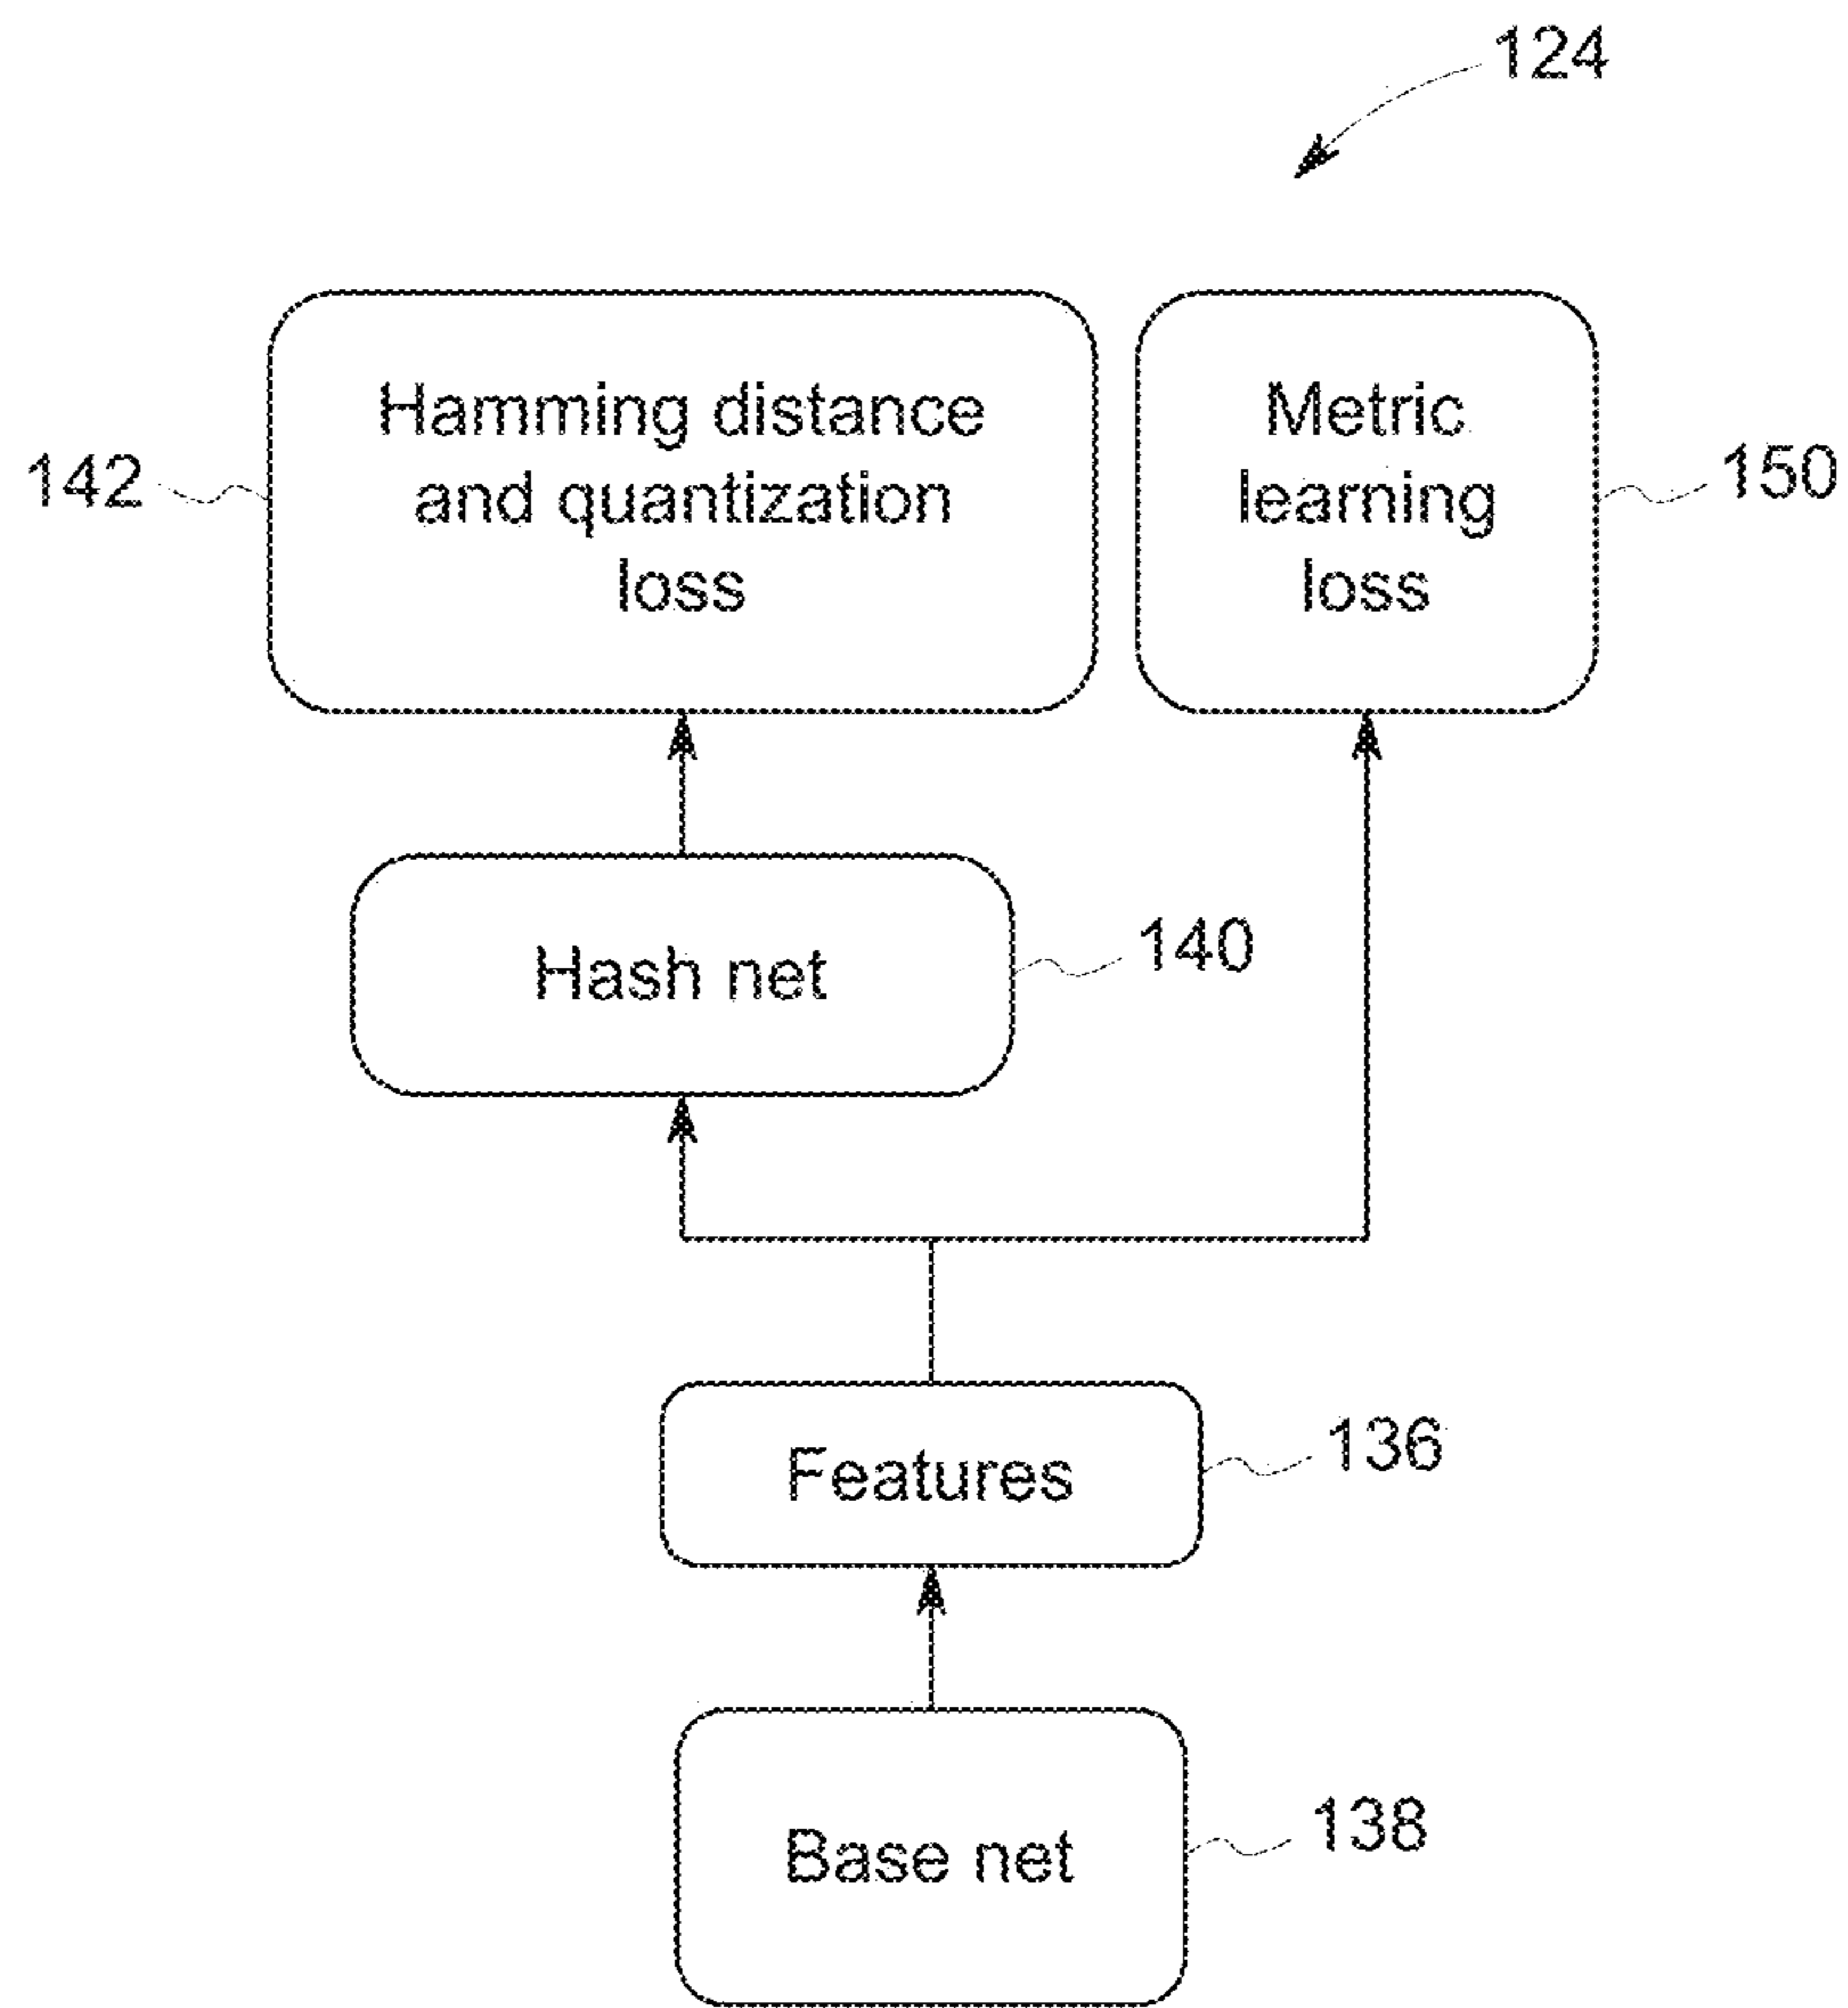 124
Hamming distance
and quantization
loss
142
Metric
learning
loss
150
Hash net
140
Features
136
Base net
138